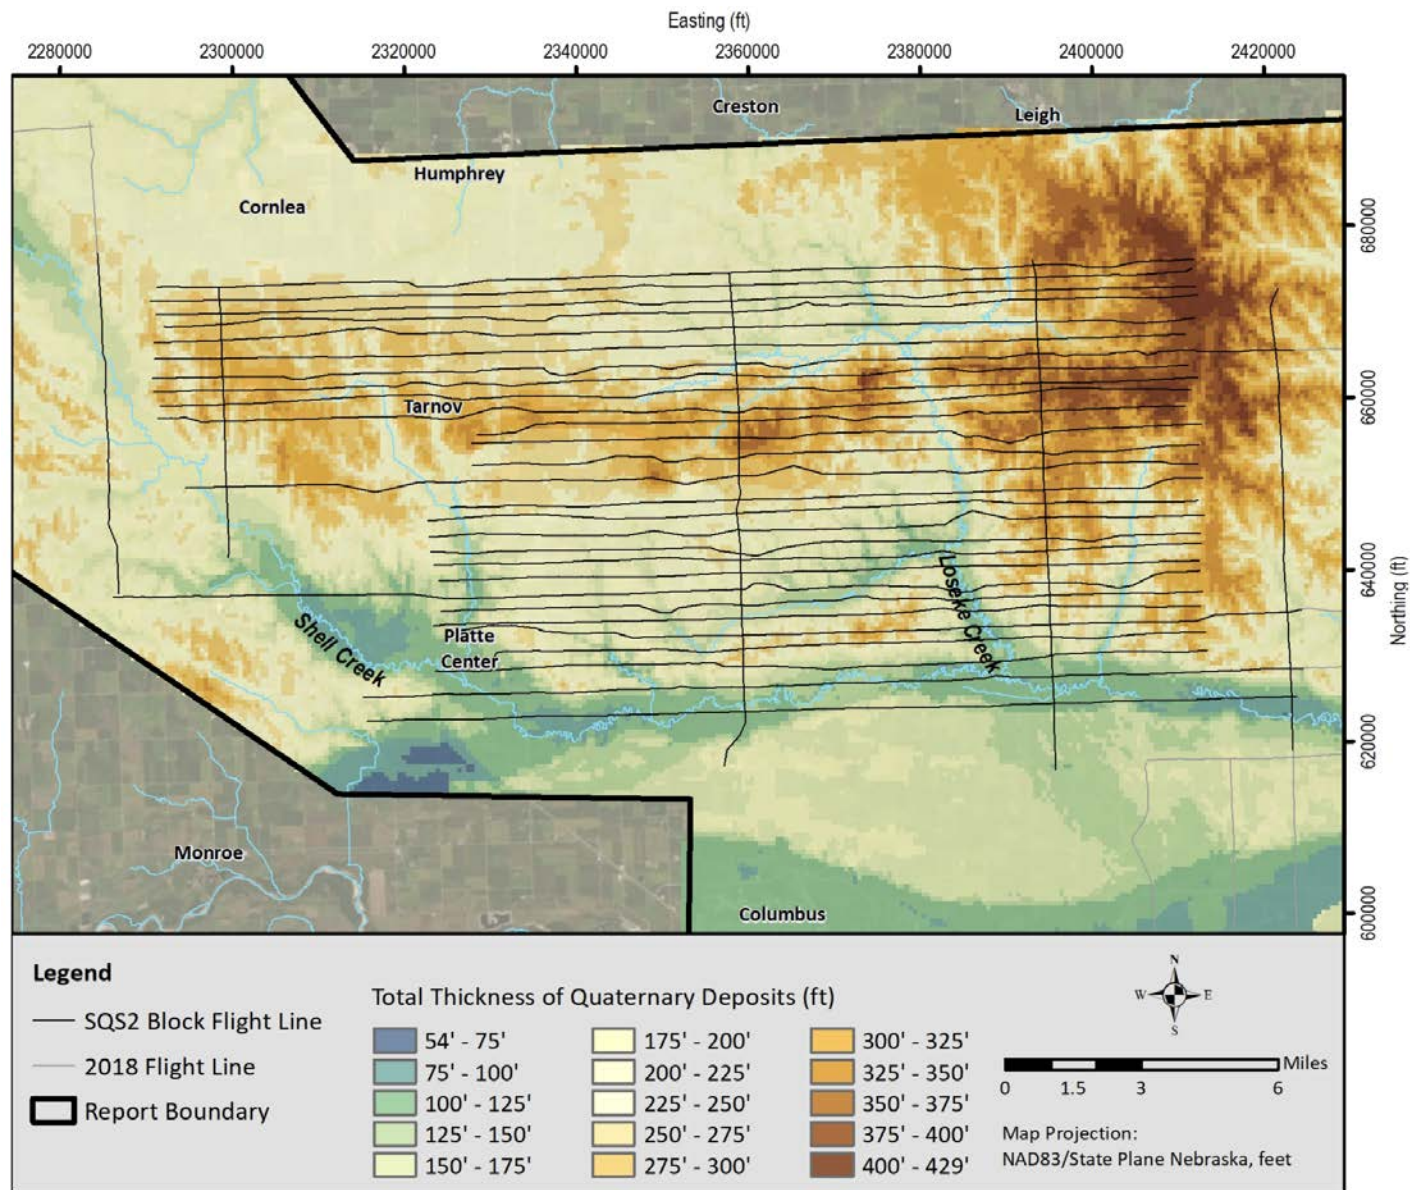 Easting (ft)
2280000 2300000 2320000 2340000 2360000 2380000 2400000 2420000
Creston
Leigh
Humphrey
Cornlea
680000
Tarnov
660000
640000
Northing (ft)
Loseke Creek
Shell Creek
Platte
Center
620000
Monroe
Columbus
600000
Legend
SQS2 Block Flight Line
2018 Flight Line
Report Boundary
Total Thickness of Quaternary Deposits (ft)
54' - 75'
75' - 100'
100' - 125'
125' - 150'
150' - 175'
175' - 200'
200' - 225'
225' - 250'
250' - 275'
275' - 300'
300' - 325'
325' - 350'
350' - 375'
375' - 400'
400' - 429'
N
W E
S
Miles
0 1.5 3 6
Map Projection:
NAD83/State Plane Nebraska, feet